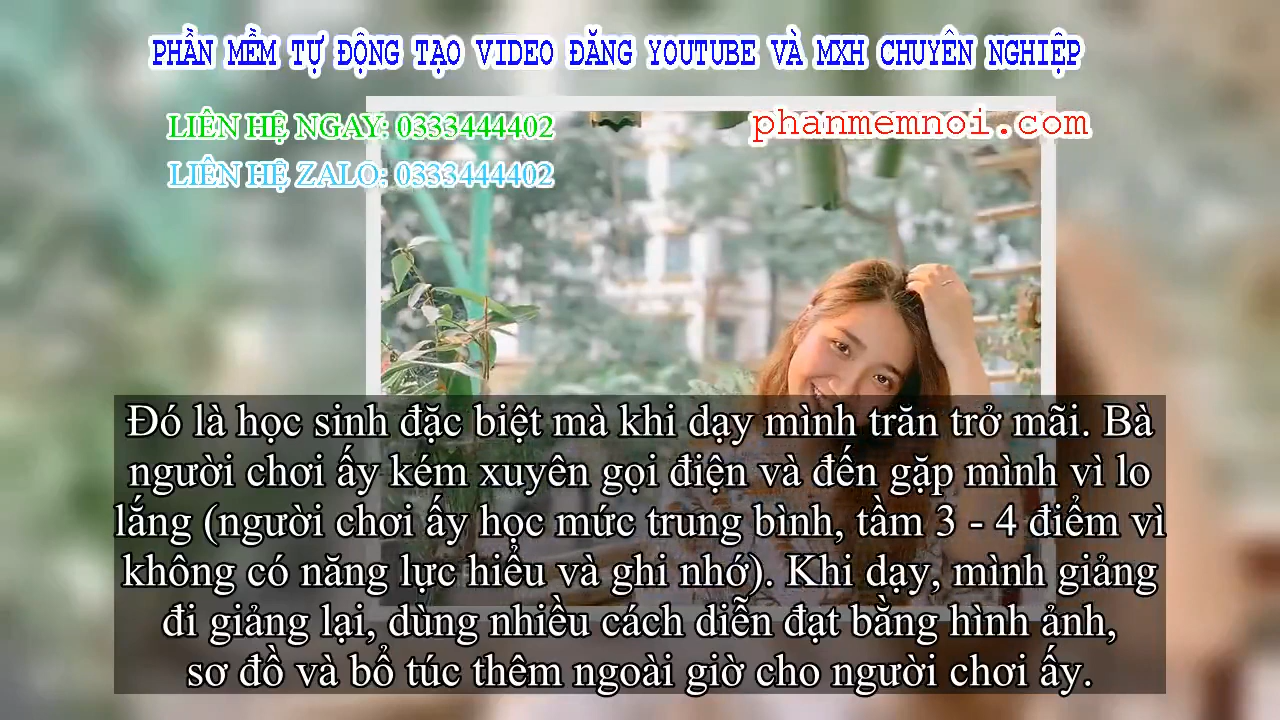 PHẦN MỀM TỰ ĐỘNG TẠO VIDEO ĐĂNG YOUTUBE VÀ MXH CHUYÊN NGHIỆP
LIÊN HỆ NGAY: 0333444402
phanmemnoi.com
LIÊN HỆ ZALO: 0333444402
Đó là học sinh đặc biệt mà khi dạy mình trăn trở mãi. Bà
người chơi ấy kém xuyên gọi điện và đến gặp mình vì lo
lắng (người chơi ấy học mức trung bình, tầm 3 - 4 điểm vì
không có năng lực hiểu và ghi nhớ). Khi dạy, mình giảng
đi giảng lại, dùng nhiều cách diễn đạt bằng hình ảnh,
sơ đồ và bổ túc thêm ngoài giờ cho người chơi ấy.